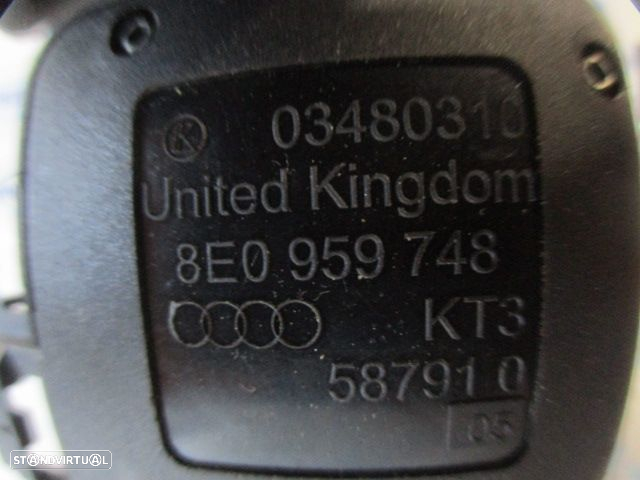 K 03480310
United Kingdom
8E0 959 748
KT3
58791 0
05
STANDVIRTUAL